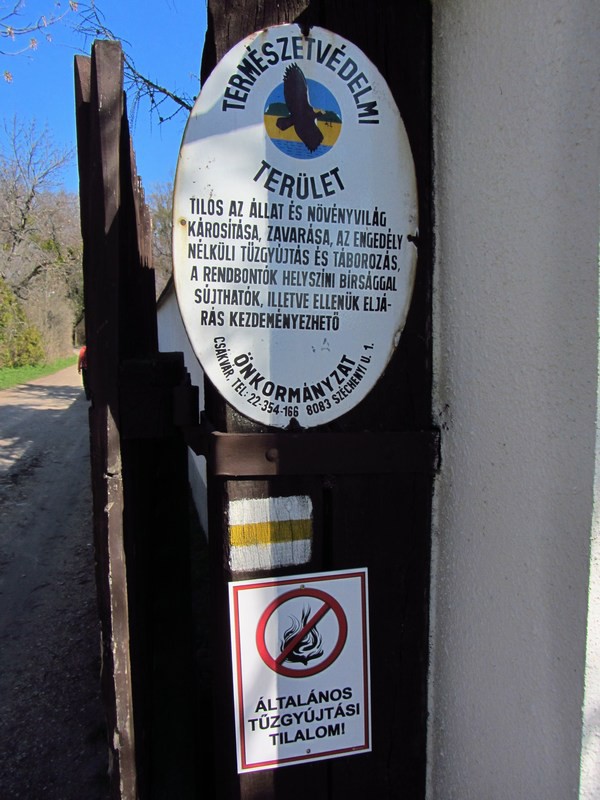 TERMÉSZETVÉDELMI
TERÜLET
TILOS AZ ÁLLAT ÉS NÖVÉNYVILÁG
KÁROSÍTÁSA, ZAVARÁSA, AZ ENGEDÉLY
NÉLKÜLI TŰZGYÚJTÁS ÉS TÁBOROZÁS,
A RENDBONTÓK HELYSZÍNI BÍRSÁGGAL
SÚJTHATÓK, ILLETVE ELLENÜK ELJÁ-
RÁS KEZDEMÉNYEZHETŐ
ÖNKORMÁNYZAT
CSÁKVÁR, TEL: 22-354-166 8083 SZÉCHENYI U. 1.
ÁLTALÁNOS
TŰZGYÚJTÁSI
TILALOM!